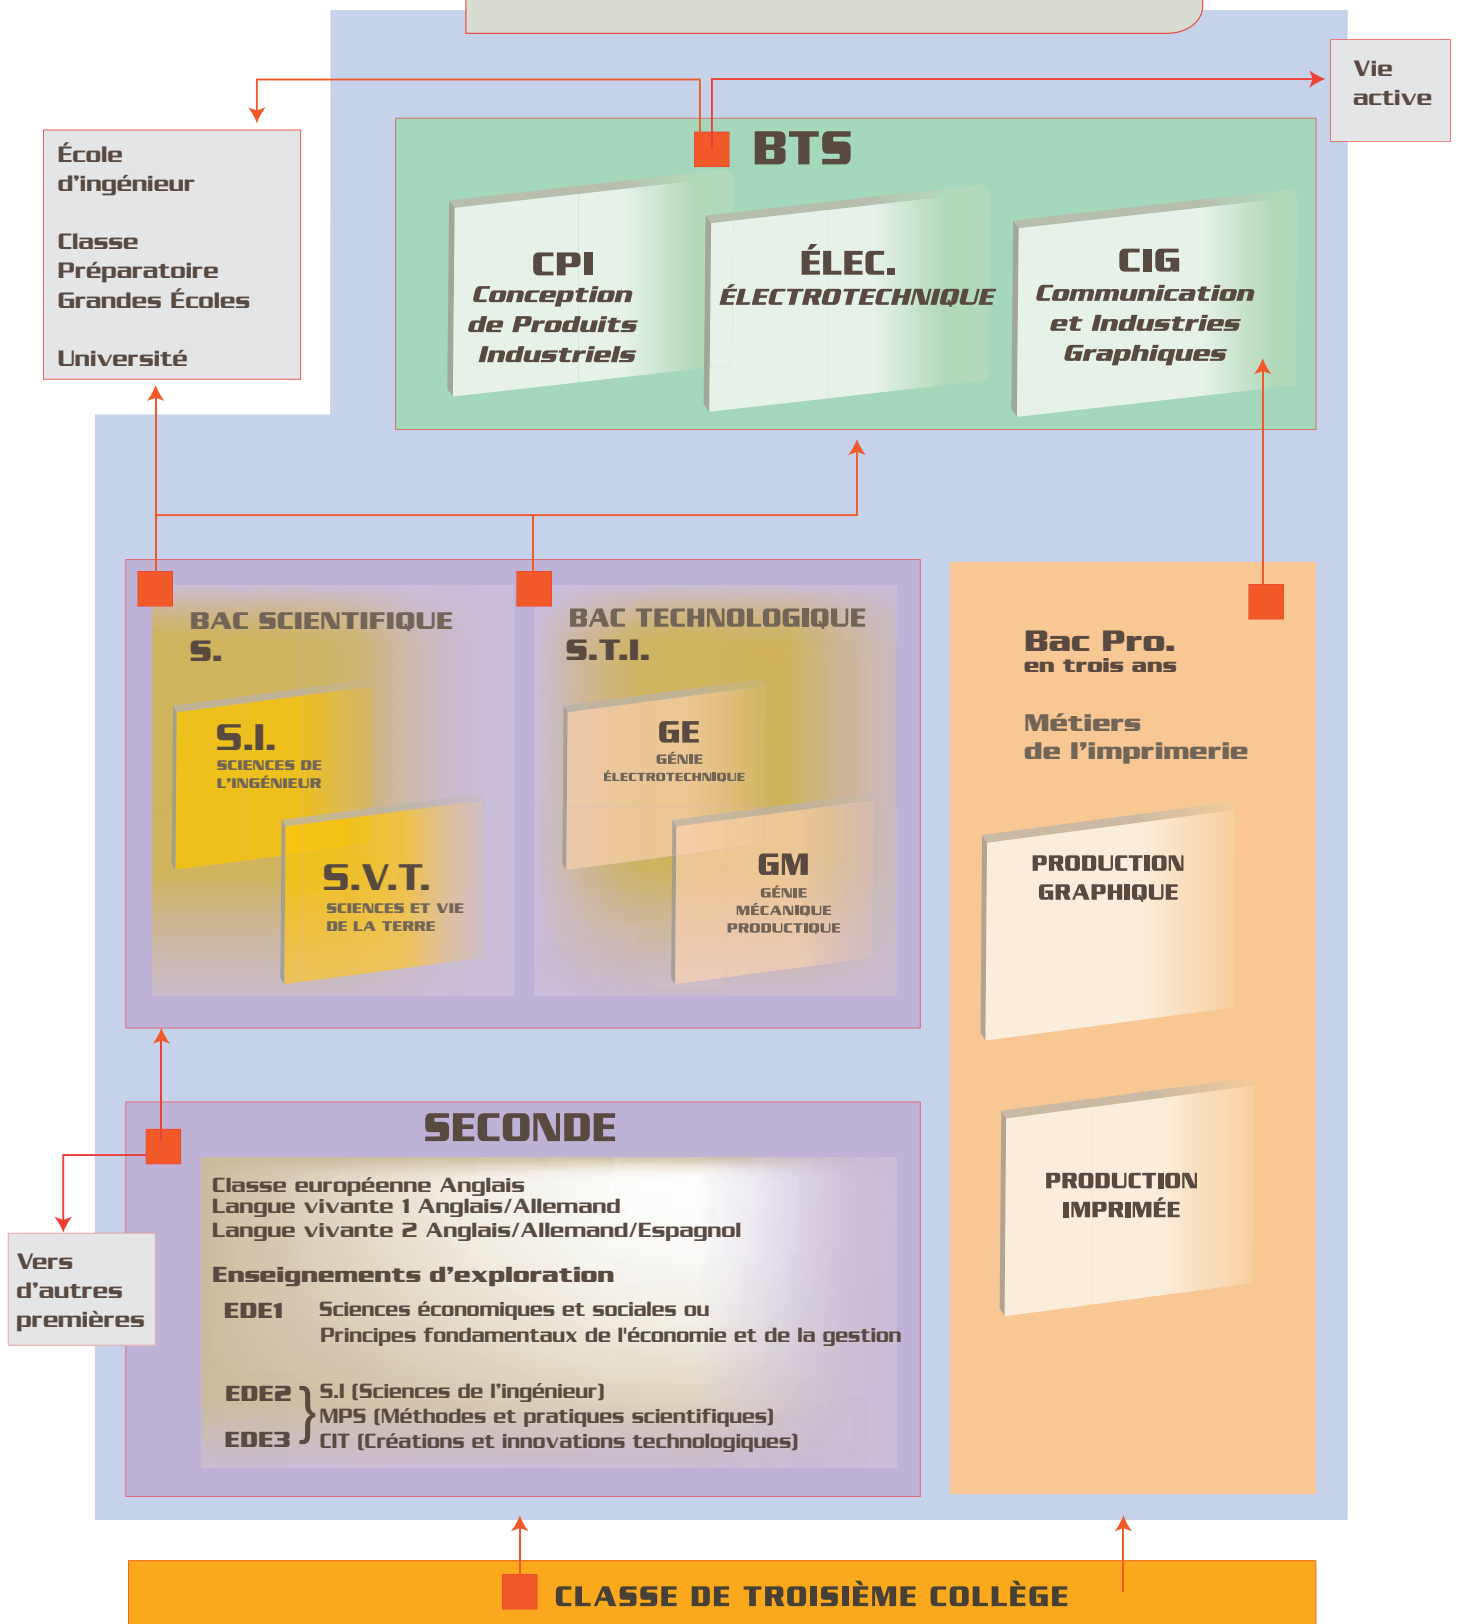 Vie
active
École
d'ingénieur
Classe
Préparatoire
Grandes Écoles
Université
BTS
CPI
Conception
de Produits
Industriels
ÉLEC.
ÉLECTROTECHNIQUE
CIG
Communication
et Industries
Graphiques
BAC SCIENTIFIQUE
S.
S.I.
SCIENCES DE
L'INGÉNIEUR
S.V.T.
SCIENCES ET VIE
DE LA TERRE
BAC TECHNOLOGIQUE
S.T.I.
GE
GÉNIE
ÉLECTROTECHNIQUE
GM
GÉNIE
MÉCANIQUE
PRODUCTIQUE
Bac Pro.
en trois ans
Métiers
de l'imprimerie
PRODUCTION
GRAPHIQUE
PRODUCTION
IMPRIMÉE
SECONDE
Classe européenne Anglais
Langue vivante 1 Anglais/Allemand
Langue vivante 2 Anglais/Allemand/Espagnol
Enseignements d'exploration
EDE1 Sciences économiques et sociales ou
Principes fondamentaux de l'économie et de la gestion
EDE2 S.I (Sciences de l'ingénieur)
MPS (Méthodes et pratiques scientifiques)
EDE3 CIT (Créations et innovations technologiques)
Vers
d'autres
premières
CLASSE DE TROISIÈME COLLÈGE